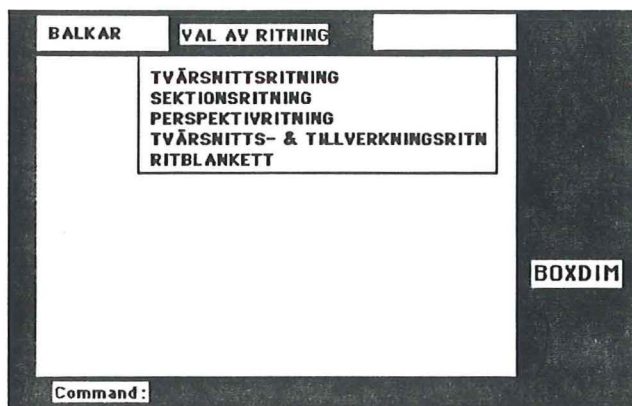 BALKAR VAL AV RITNING
TVÄRSNITTSRITNING
SEKTIONSRITNING
PERSPEKTIVRITNING
TVÄRSNITTS- & TILLVERKNINGSRITN
RITBLANKETT
BOXDIM
Command: